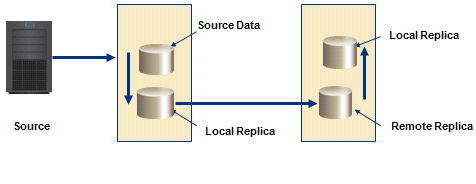 Source Data
Local Replica
Source
Local Replica
Remote Replica